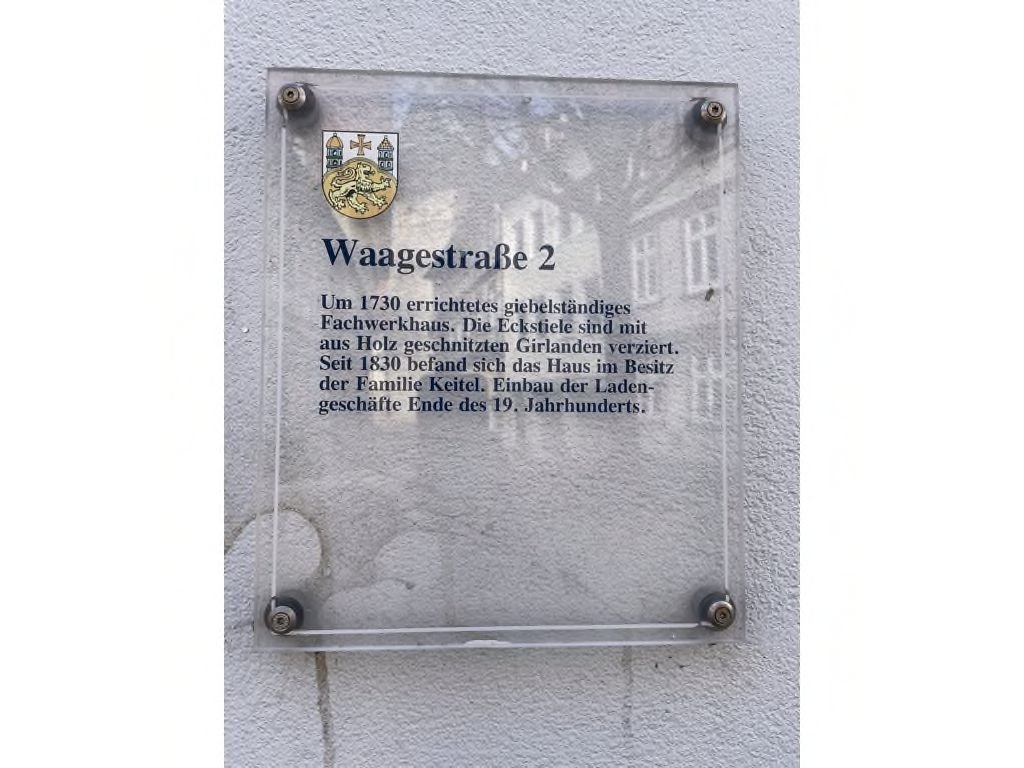 Waagestraße 2
Um 1730 errichtetes giebelständiges
Fachwerkhaus. Die Eckstiele sind mit
aus Holz geschnitzten Girlanden verziert.
Seit 1830 befand sich das Haus im Besitz
der Familie Keitel. Einbau der Laden-
geschäfte Ende des 19. Jahrhunderts.